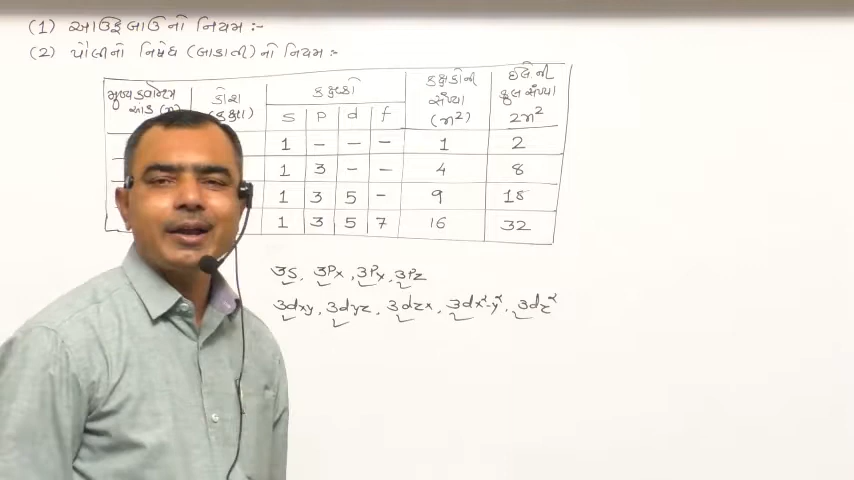 (1) આઉફબાઉનો નિયમ :-
(2) પૌલીનો નિષેધ (બાકાતી) નો નિયમ :-
મુખ્ય ક્વોન્ટમ આંક (n) કોશ (કક્ષા) કક્ષકો કક્ષકોની સંખ્યા (n²) ઈલે.ની કુલ સંખ્યા 2n²
s p d f
1 - - - 1 2
1 3 - - 4 8
1 3 5 - 9 18
1 3 5 7 16 32
3s, 3Px, 3Py, 3Pz
3dxy, 3dyz, 3dzx, 3dx²-y², 3dz²